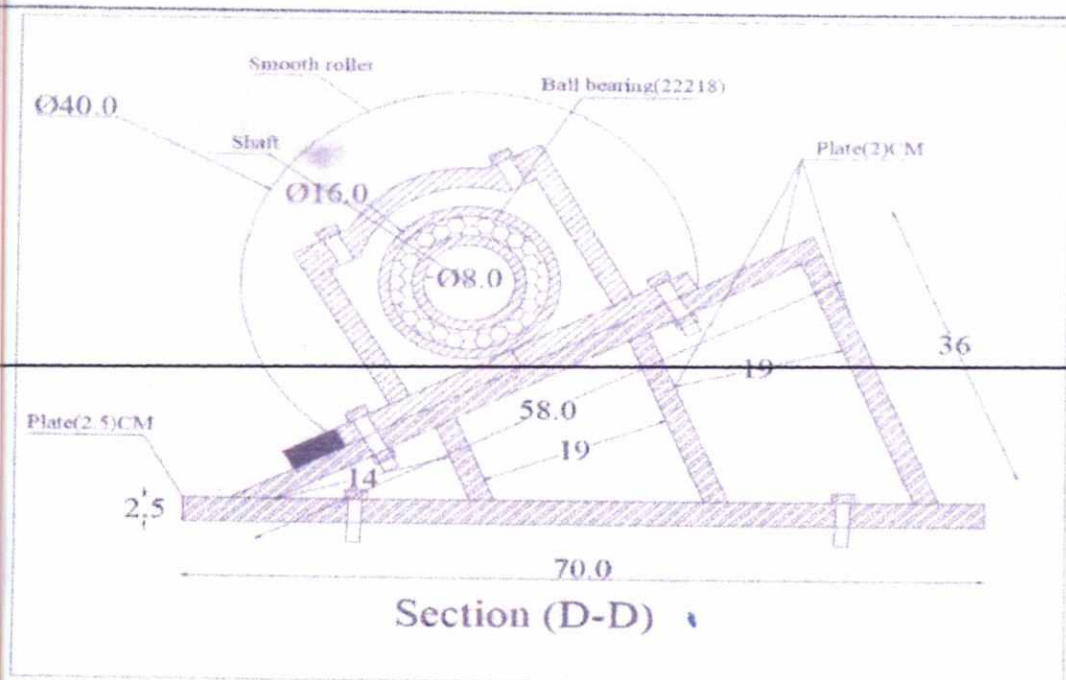 Smooth roller
Ball bearing(22218)
Ø40.0
Shaft
Plate(2)CM
Ø16.0
Ø8.0
36
19
58.0
Plate(2.5)CM
19
14
2.5
70.0
Section (D-D)